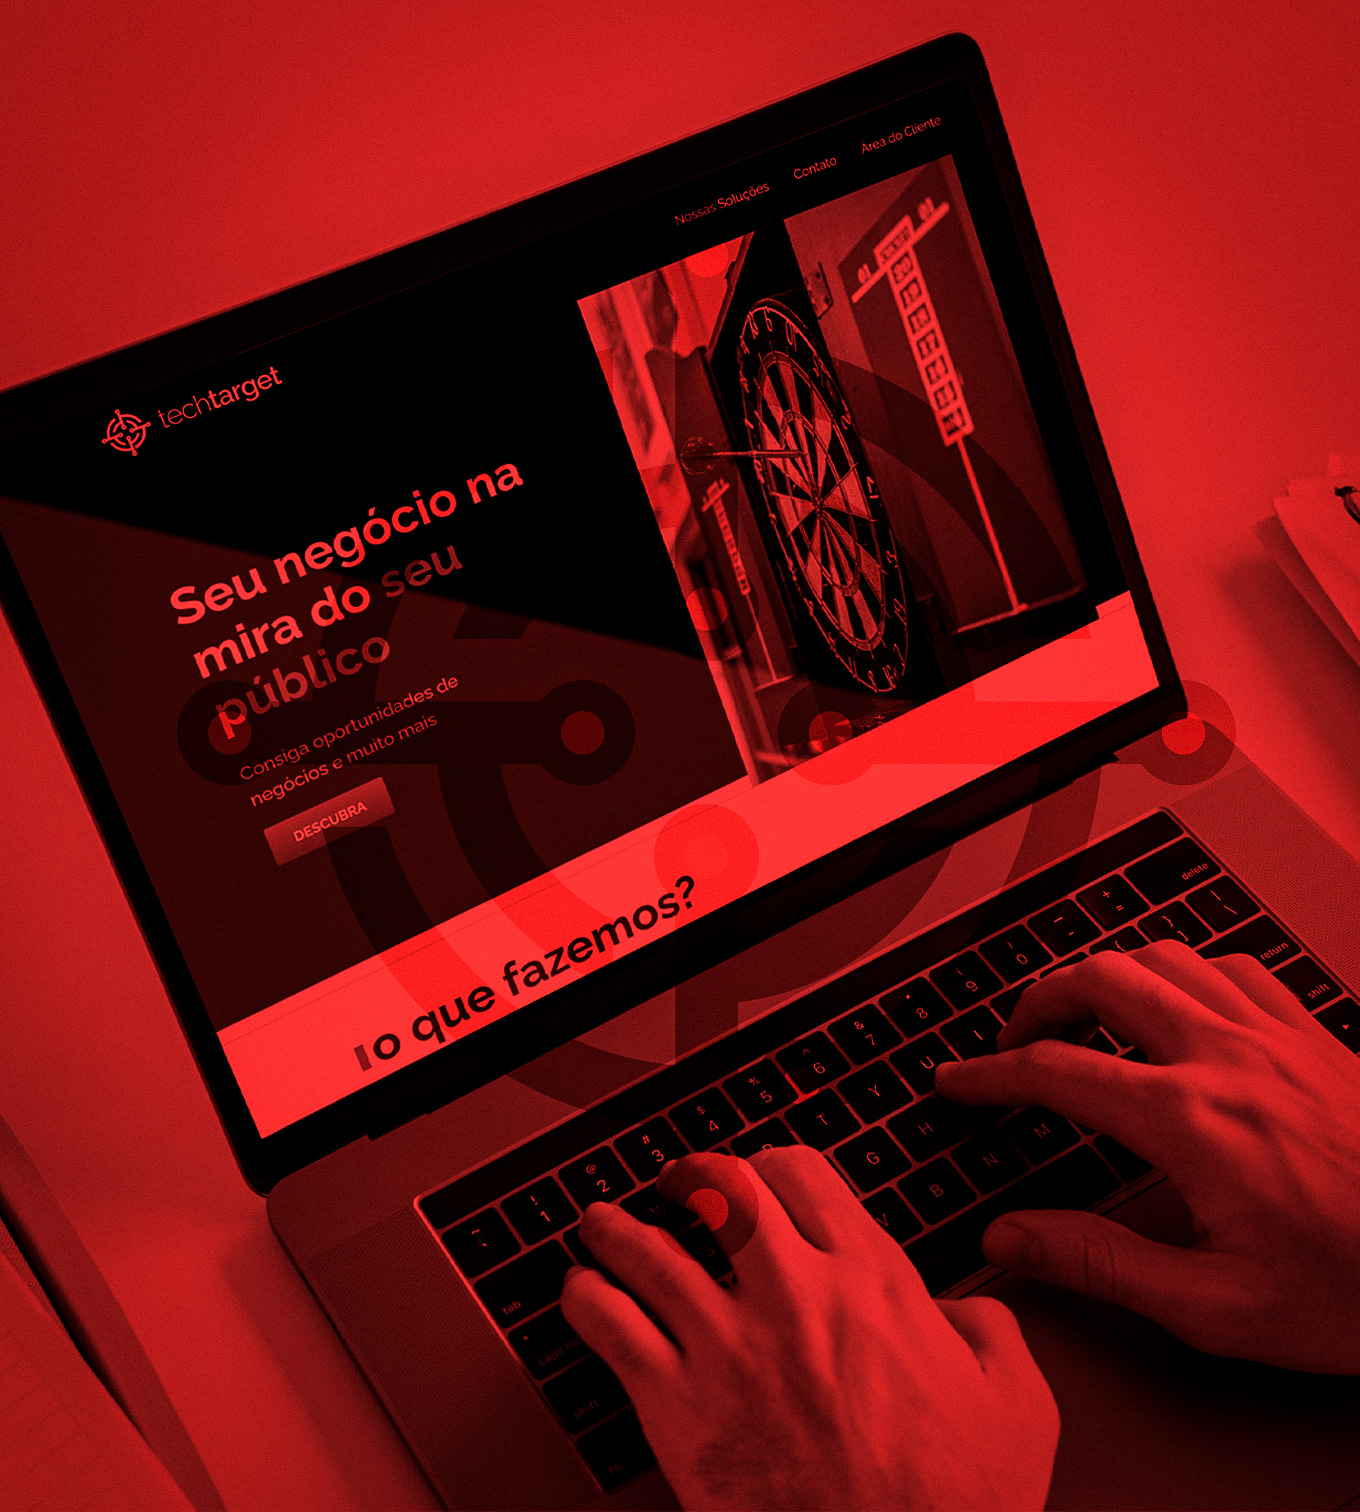 Nossas Soluções
Contato
Área do Cliente
techtarget
Seu negócio na
mira do seu
público
Consiga oportunidades de
negócios e muito mais
DESCUBRA
o que fazemos?
delete
return
shift
tab
caps lock
shift
fn
~ `
! 1
@ 2
# 3
$ 4
% 5
^ 6
& 7
* 8
( 9
) 0
_ -
+ =
W
T
Y
U
I
S
G
H
V
B
N
M